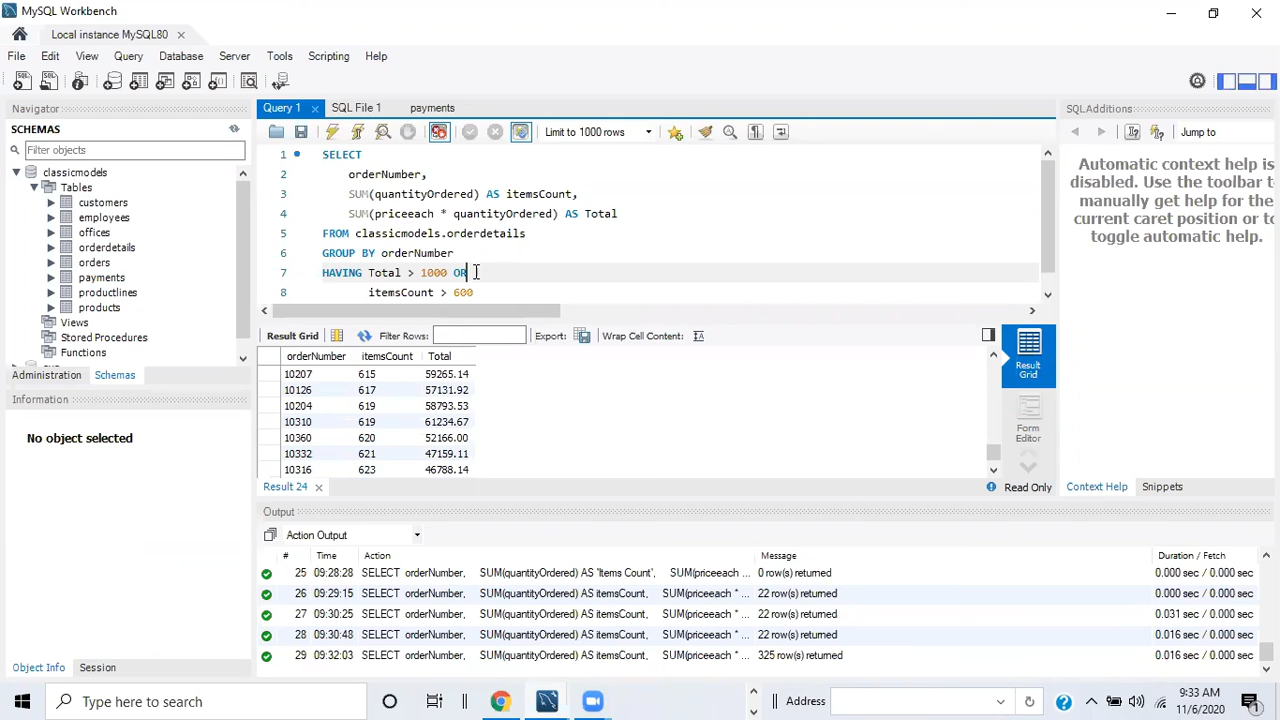 MySQL Workbench
Local instance MySQL80
File Edit View Query Database Server Tools Scripting Help
Navigator
SCHEMAS
Filter objects
classicmodels
Tables
customers
employees
offices
orderdetails
orders
payments
productlines
products
Views
Stored Procedures
Functions
Administration Schemas
Information
No object selected
Object Info Session
Query 1 SQL File 1 payments
Limit to 1000 rows
1 SELECT
2 orderNumber,
3 SUM(quantityOrdered) AS itemsCount,
4 SUM(priceeach * quantityOrdered) AS Total
5 FROM classicmodels.orderdetails
6 GROUP BY orderNumber
7 HAVING Total > 1000 OR
8 itemsCount > 600
Result Grid Filter Rows: Export: Wrap Cell Content:
orderNumber itemsCount Total
10207 615 59265.14
10126 617 57131.92
10204 619 58793.53
10310 619 61234.67
10360 620 52166.00
10332 621 47159.11
10316 623 46788.14
Result 24
Result Grid
Form Editor
Read Only
SQLAdditions
Jump to
Automatic context help is
disabled. Use the toolbar to
manually get help for the
current caret position or to
toggle automatic help.
Context Help Snippets
Output
Action Output
# Time Action Message Duration / Fetch
25 09:28:28 SELECT orderNumber, SUM(quantityOrdered) AS 'Items Count', SUM(priceeach ... 0 row(s) returned 0.000 sec / 0.000 sec
26 09:29:15 SELECT orderNumber, SUM(quantityOrdered) AS itemsCount, SUM(priceeach * ... 22 row(s) returned 0.000 sec / 0.000 sec
27 09:30:25 SELECT orderNumber, SUM(quantityOrdered) AS itemsCount, SUM(priceeach * ... 22 row(s) returned 0.031 sec / 0.000 sec
28 09:30:48 SELECT orderNumber, SUM(quantityOrdered) AS itemsCount, SUM(priceeach * ... 22 row(s) returned 0.016 sec / 0.000 sec
29 09:32:03 SELECT orderNumber, SUM(quantityOrdered) AS itemsCount, SUM(priceeach * ... 325 row(s) returned 0.016 sec / 0.000 sec
Type here to search
Address
9:33 AM
11/6/2020